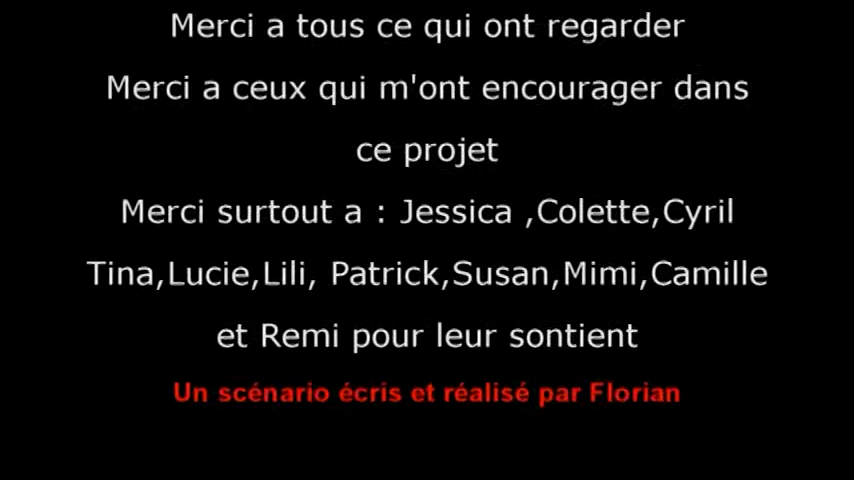 Merci a tous ce qui ont regarder
Merci a ceux qui m'ont encourager dans
ce projet
Merci surtout a : Jessica ,Colette,Cyril
Tina,Lucie,Lili, Patrick,Susan,Mimi,Camille
et Remi pour leur sontient
Un scénario écris et réalisé par Florian